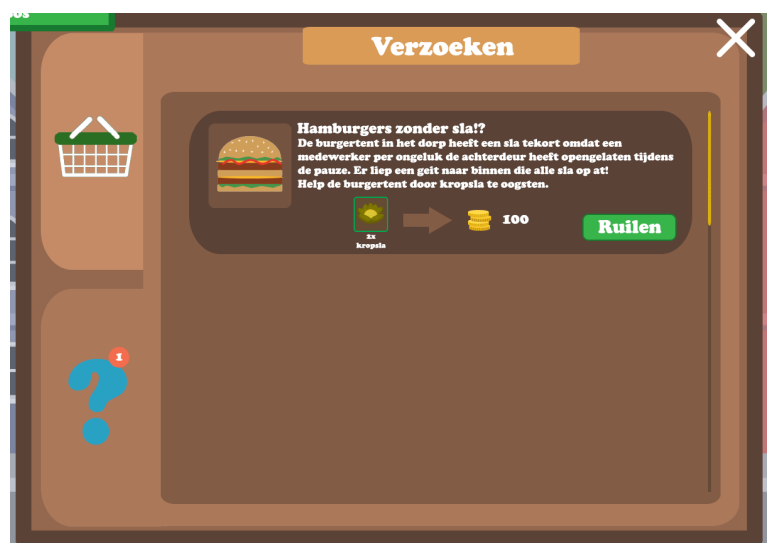 Verzoeken
Hamburgers zonder sla!?
De burgertent in het dorp heeft een sla tekort omdat een
medewerker per ongeluk de achterdeur heeft opengelaten tijdens
de pauze. Er liep een geit naar binnen die alle sla op at!
Help de burgertent door kropsla te oogsten.
100
Ruilen
kropsla
1